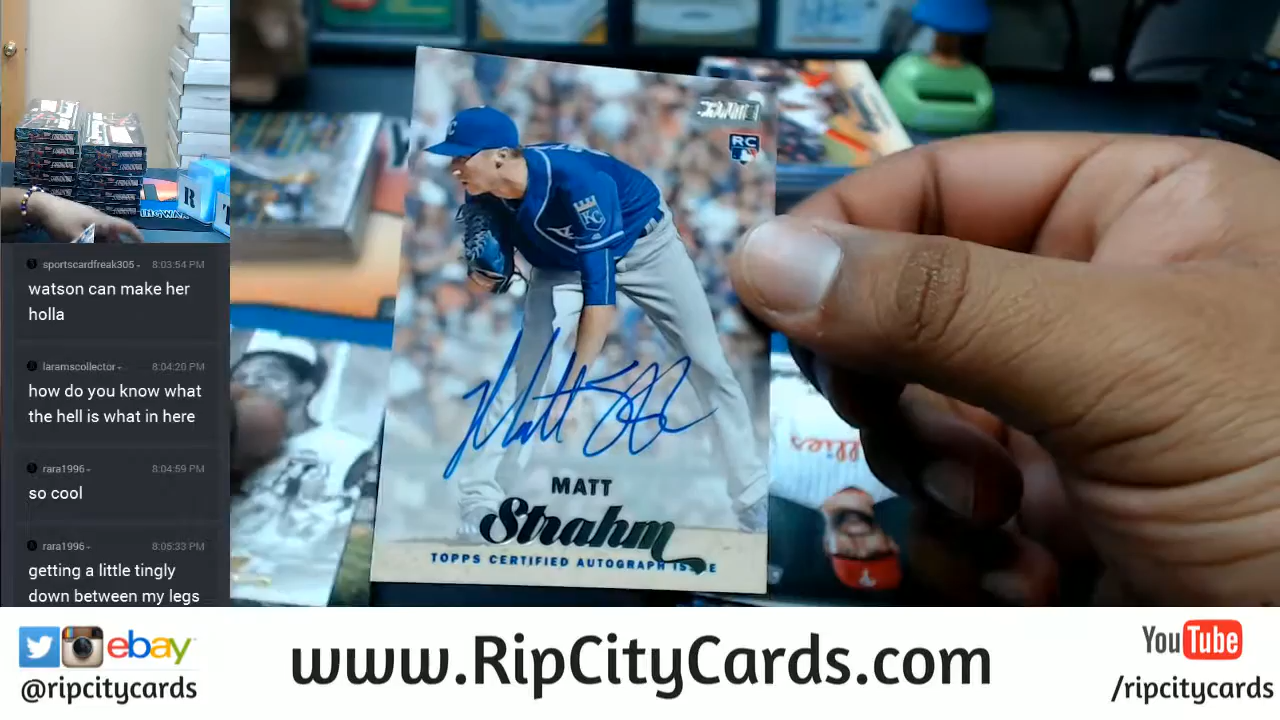 sportscardfreak305 - 8:03:54 PM
watson can make her
holla
laramscollector - 8:04:20 PM
how do you know what
the hell is what in here
rara1996 - 8:04:59 PM
so cool
rara1996 - 8:05:33 PM
getting a little tingly
down between my legs
RC
KC
Matt
MATT
Strahm
TOPPS CERTIFIED AUTOGRAPH ISSUE
R
ebay
@ripcitycards
www.RipCityCards.com
YouTube
/ripcitycards